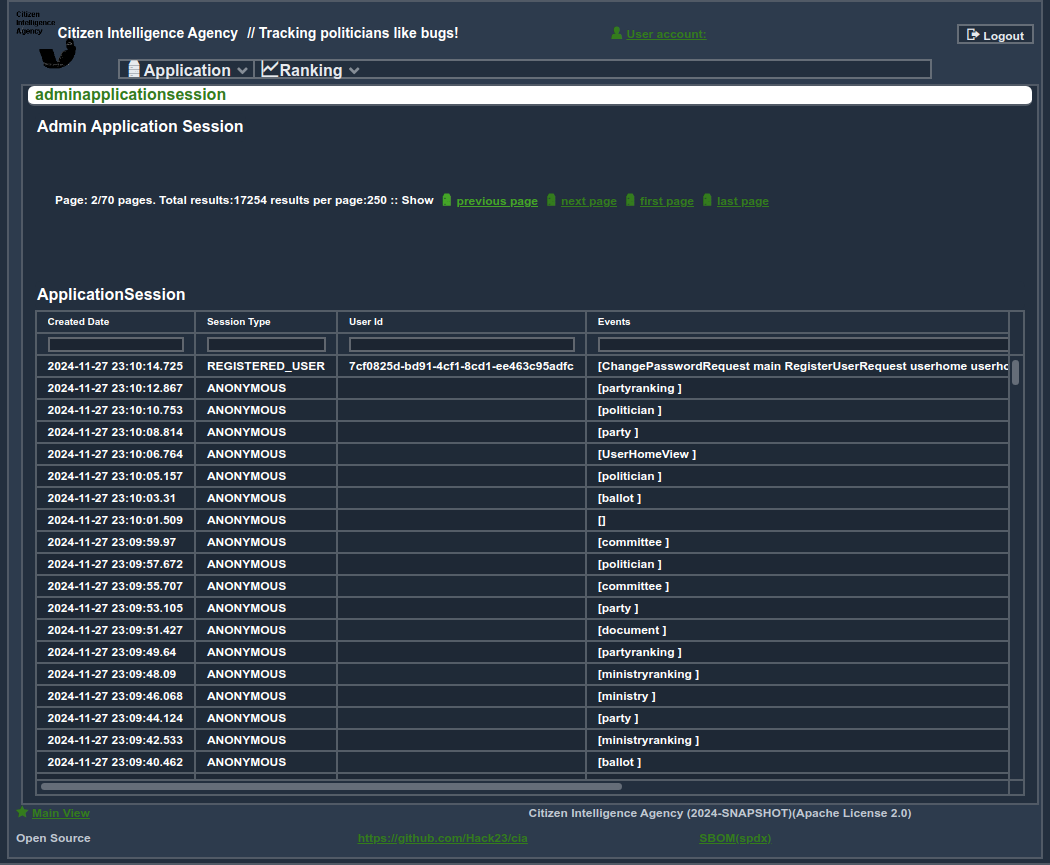 Citizen
Intelligence
Agency
Citizen Intelligence Agency // Tracking politicians like bugs!
User account:
Logout
Application Ranking
adminapplicationsession
Admin Application Session
Page: 2/70 pages. Total results:17254 results per page:250 :: Show previous page next page first page last page
ApplicationSession
Created Date Session Type User Id Events
2024-11-27 23:10:14.725 REGISTERED_USER 7cf0825d-bd91-4cf1-8cd1-ee463c95adfc [ChangePasswordRequest main RegisterUserRequest userhome userhc
2024-11-27 23:10:12.867 ANONYMOUS [partyranking ]
2024-11-27 23:10:10.753 ANONYMOUS [politician ]
2024-11-27 23:10:08.814 ANONYMOUS [party ]
2024-11-27 23:10:06.764 ANONYMOUS [UserHomeView ]
2024-11-27 23:10:05.157 ANONYMOUS [politician ]
2024-11-27 23:10:03.31 ANONYMOUS [ballot ]
2024-11-27 23:10:01.509 ANONYMOUS []
2024-11-27 23:09:59.97 ANONYMOUS [committee ]
2024-11-27 23:09:57.672 ANONYMOUS [politician ]
2024-11-27 23:09:55.707 ANONYMOUS [committee ]
2024-11-27 23:09:53.105 ANONYMOUS [party ]
2024-11-27 23:09:51.427 ANONYMOUS [document ]
2024-11-27 23:09:49.64 ANONYMOUS [partyranking ]
2024-11-27 23:09:48.09 ANONYMOUS [ministryranking ]
2024-11-27 23:09:46.068 ANONYMOUS [ministry ]
2024-11-27 23:09:44.124 ANONYMOUS [party ]
2024-11-27 23:09:42.533 ANONYMOUS [ministryranking ]
2024-11-27 23:09:40.462 ANONYMOUS [ballot ]
Main View Citizen Intelligence Agency (2024-SNAPSHOT)(Apache License 2.0)
Open Source https://github.com/Hack23/cia SBOM(spdx)